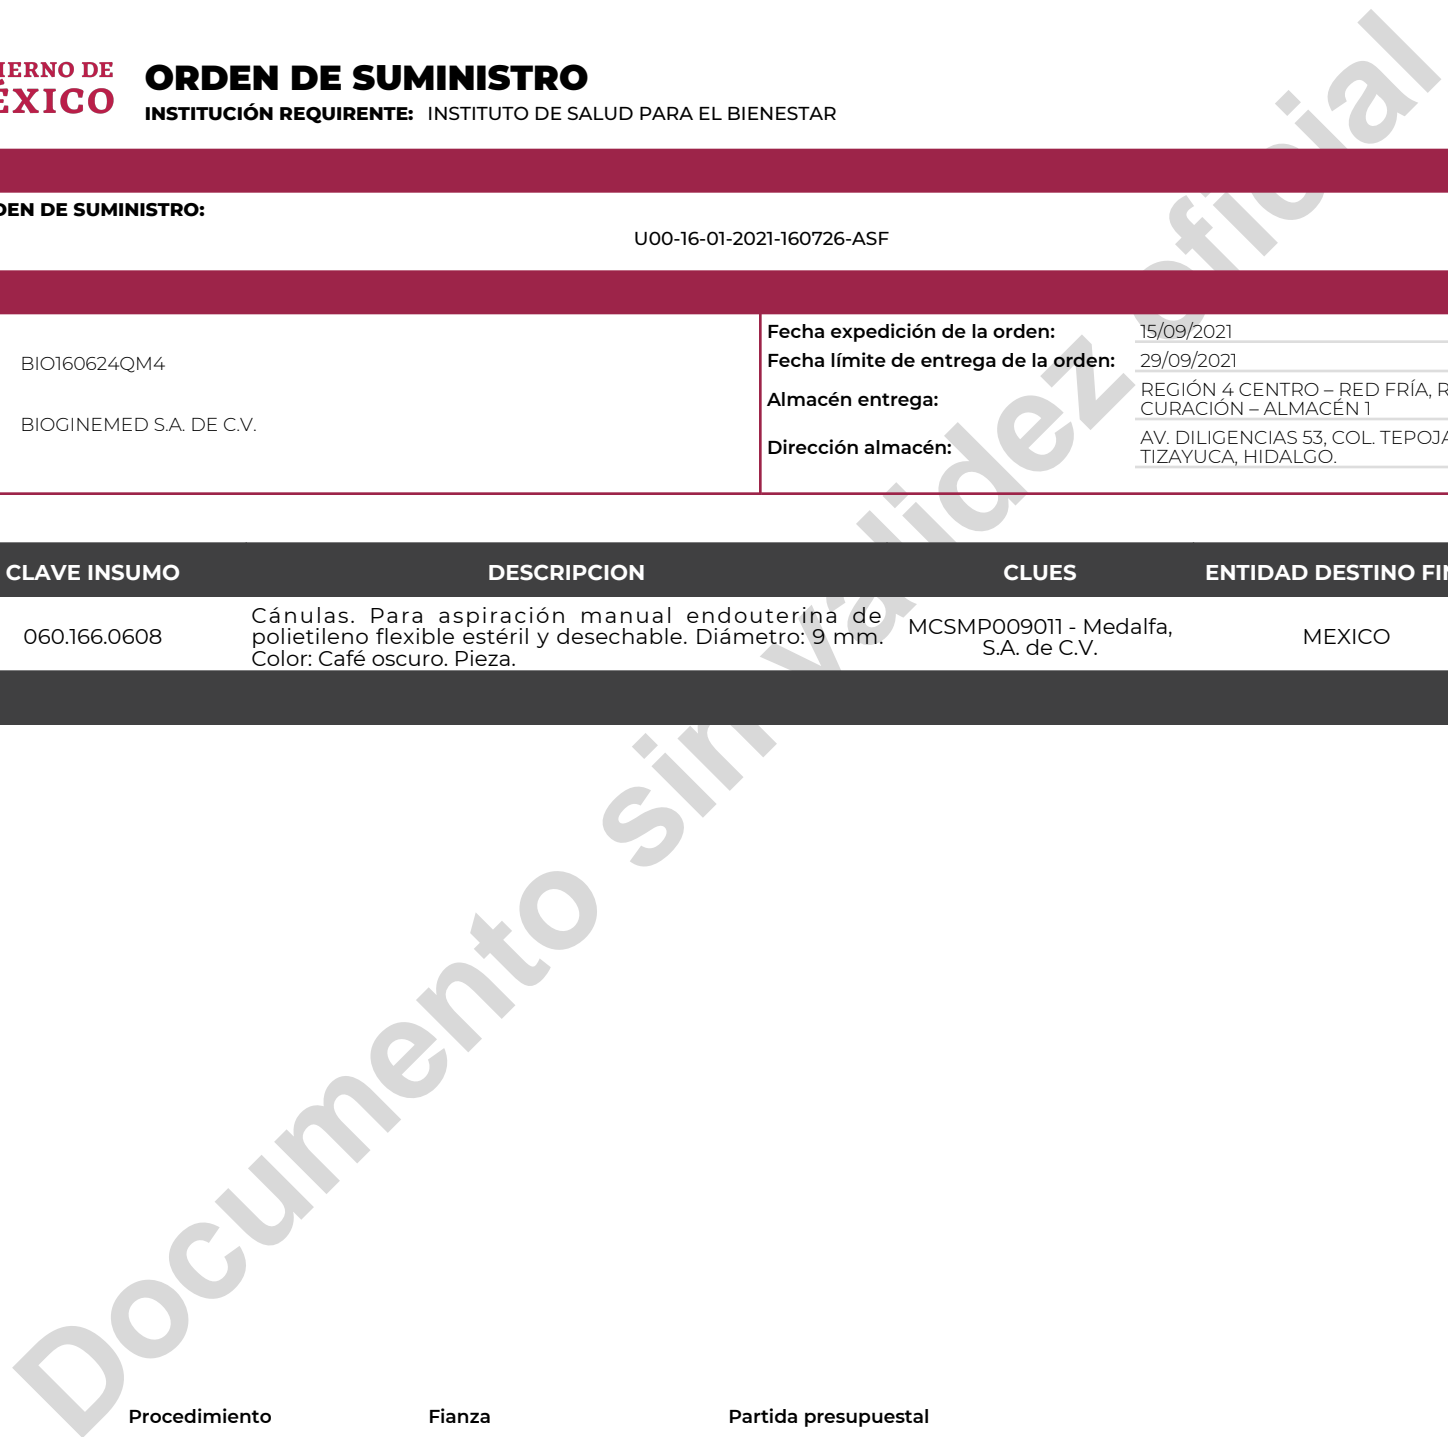 IERNO DE
ÉXICO
ORDEN DE SUMINISTRO
INSTITUCIÓN REQUIRENTE: INSTITUTO DE SALUD PARA EL BIENESTAR
DEN DE SUMINISTRO:
U00-16-01-2021-160726-ASF
BIO160624QM4
BIOGINEMED S.A. DE C.V.
Fecha expedición de la orden: 15/09/2021
Fecha límite de entrega de la orden: 29/09/2021
Almacén entrega: REGIÓN 4 CENTRO – RED FRÍA, R
CURACIÓN – ALMACÉN 1
Dirección almacén: AV. DILIGENCIAS 53, COL. TEPOJA
TIZAYUCA, HIDALGO.
CLAVE INSUMO DESCRIPCION CLUES ENTIDAD DESTINO FIN
060.166.0608
Cánulas. Para aspiración manual endouterina de
polietileno flexible estéril y desechable. Diámetro: 9 mm.
Color: Café oscuro. Pieza.
MCSMP009011 - Medalfa,
S.A. de C.V.
MEXICO
Documento sin validez oficial
Procedimiento Fianza Partida presupuestal